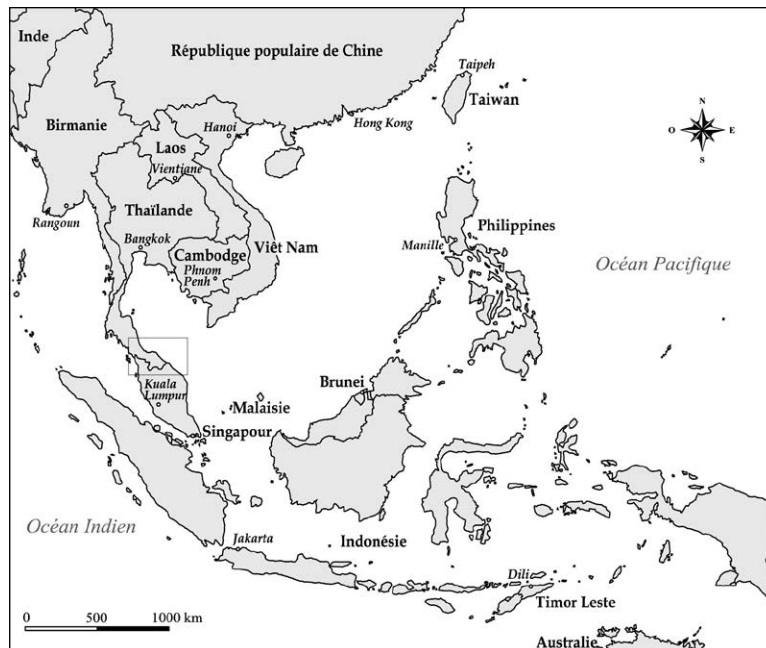 Inde
République populaire de Chine
Taipeh
Taiwan
N
O
E
S
Birmanie
Hanoi
Hong Kong
Laos
Vientiane
Rangoun
Thaïlande
Bangkok
Cambodge
Phnom
Penh
Viêt Nam
Philippines
Manille
Océan Pacifique
Kuala
Lumpur
Brunei
Malaisie
Singapour
Océan Indien
Jakarta
Indonésie
Dili
Timor Leste
0 500 1000 km
Australie